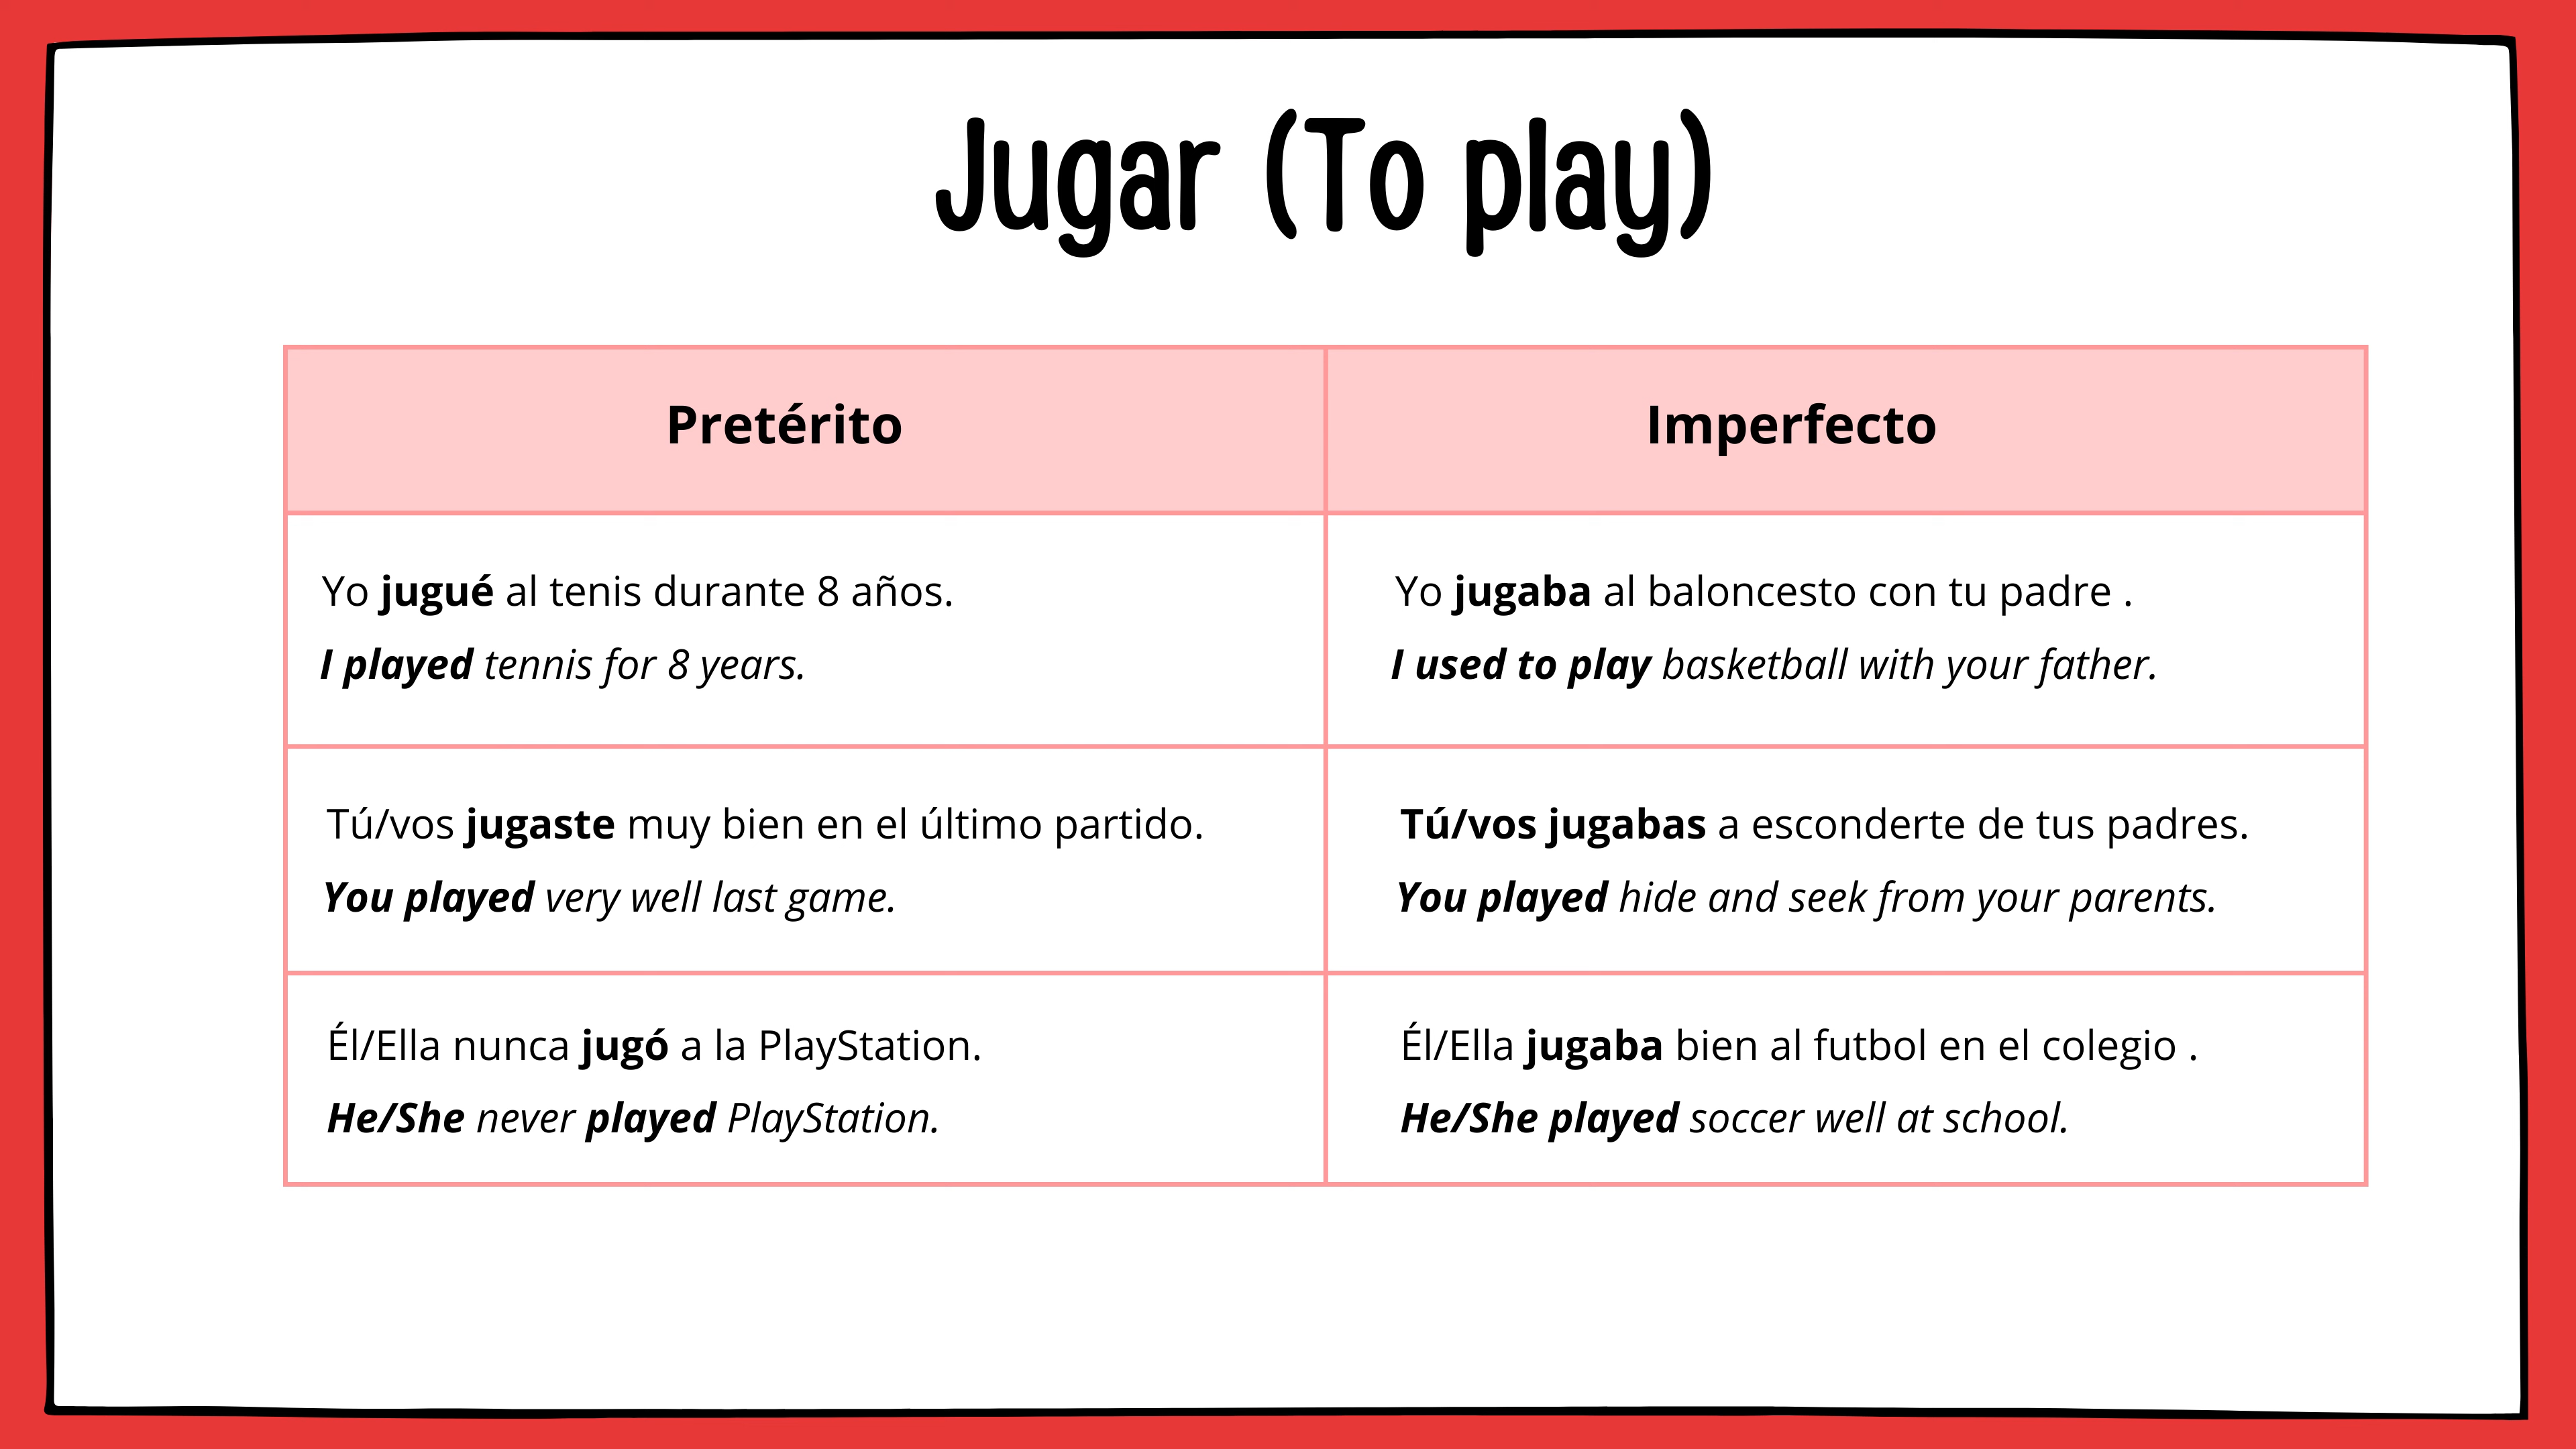 Jugar (To play)
Pretérito
Imperfecto
Yo jugué al tenis durante 8 años.
I played tennis for 8 years.
Yo jugaba al baloncesto con tu padre .
I used to play basketball with your father.
Tú/vos jugaste muy bien en el último partido.
You played very well last game.
Tú/vos jugabas a esconderte de tus padres.
You played hide and seek from your parents.
Él/Ella nunca jugó a la PlayStation.
He/She never played PlayStation.
Él/Ella jugaba bien al futbol en el colegio .
He/She played soccer well at school.